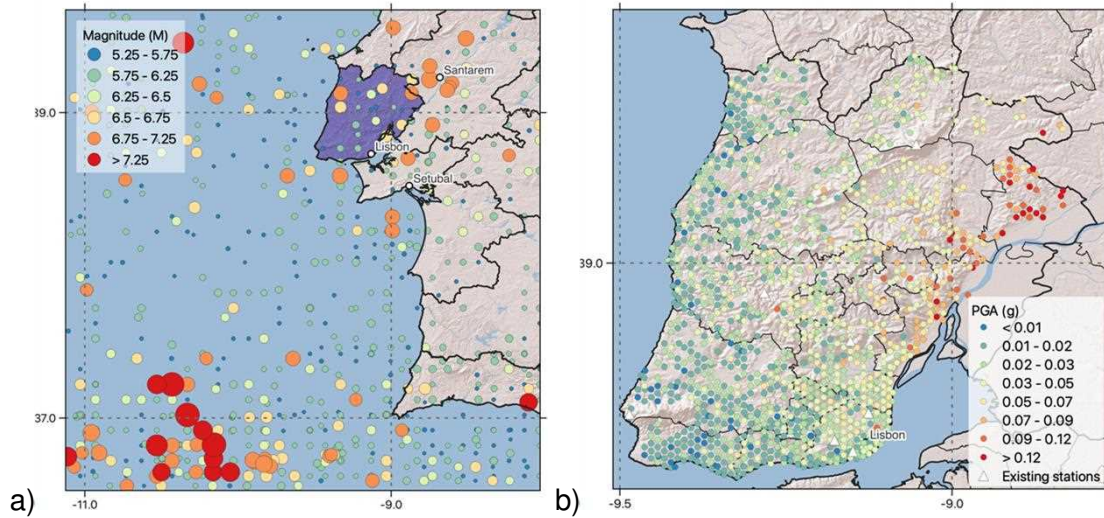 Magnitude (M)
5.25 - 5.75
5.75 - 6.25
6.25 - 6.5
6.5 - 6.75
6.75 - 7.25
> 7.25
Santarem
39.0
Lisbon
Setubal
37.0
-11.0
-9.0
a)
39.0
Lisbon
PGA (g)
< 0.01
0.01 - 0.02
0.02 - 0.03
0.03 - 0.05
0.05 - 0.07
0.07 - 0.09
0.09 - 0.12
> 0.12
Existing stations
-9.5
-9.0
b)